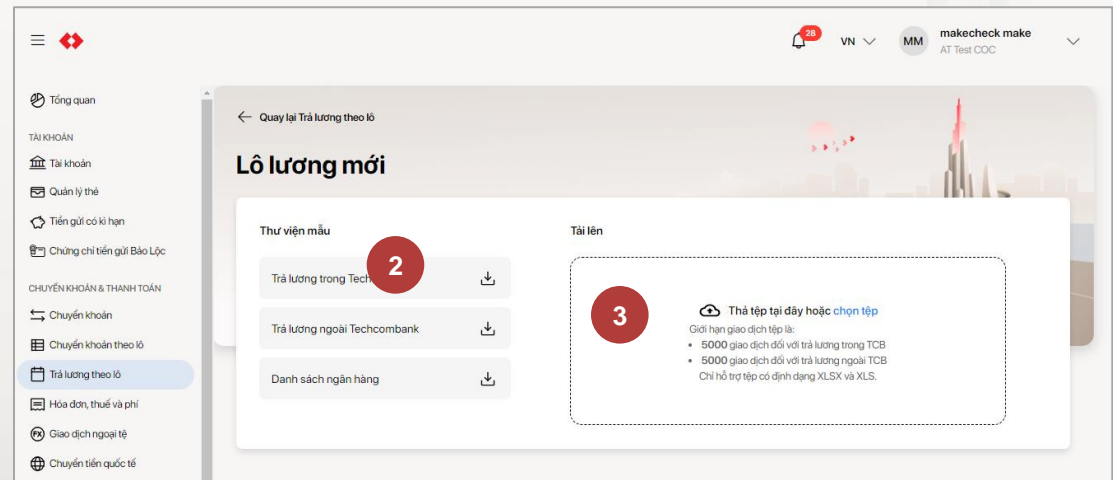 28
VN
MM
makecheck make
AT Test COC
Tổng quan
TÀI KHOẢN
Tài khoản
Quản lý thẻ
Tiền gửi có kì hạn
Chứng chỉ tiền gửi Bảo Lộc
CHUYỂN KHOẢN & THANH TOÁN
Chuyển khoản
Chuyển khoản theo lô
Trả lương theo lô
Hóa đơn, thuế và phí
FX Giao dịch ngoại tệ
Chuyển tiền quốc tế
Quay lại Trả lương theo lô
Lô lương mới
Thư viện mẫu
2
Trả lương trong Tech
Trả lương ngoài Techcombank
Danh sách ngân hàng
Tải lên
3
Thả tệp tại đây hoặc chọn tệp
Giới hạn giao dịch tệp là:
• 5000 giao dịch đối với trả lương trong TCB
• 5000 giao dịch đối với trả lương ngoài TCB
Chỉ hỗ trợ tệp có định dạng XLSX và XLS.